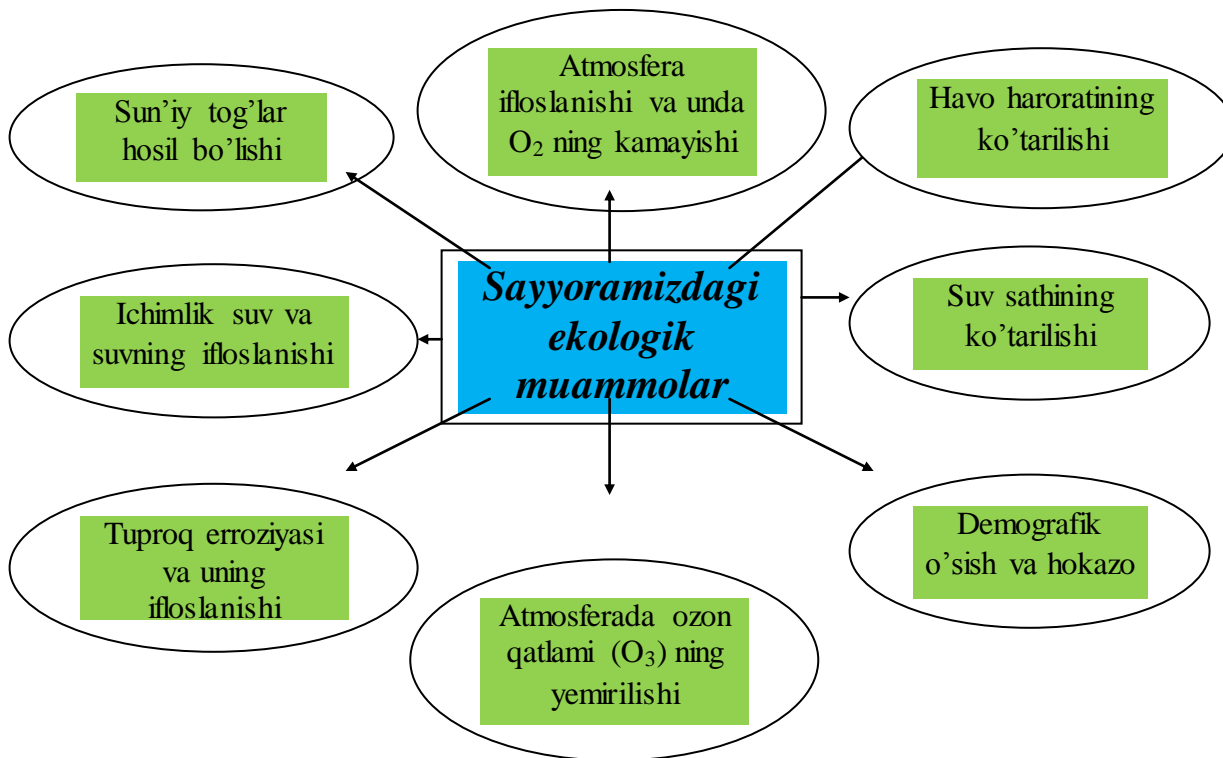 Sun’iy tog’lar
hosil bo’lishi
Atmosfera
ifloslanishi va unda
O₂ ning kamayishi
Havo haroratining
ko’tarilishi
Ichimlik suv va
suvning ifloslanishi
Sayyoramizdagi
ekologik
muammolar
Suv sathining
ko’tarilishi
Tuproq erroziyasi
va uning
ifloslanishi
Atmosferada ozon
qatlami (O₃) ning
yemirilishi
Demografik
o’sish va hokazo